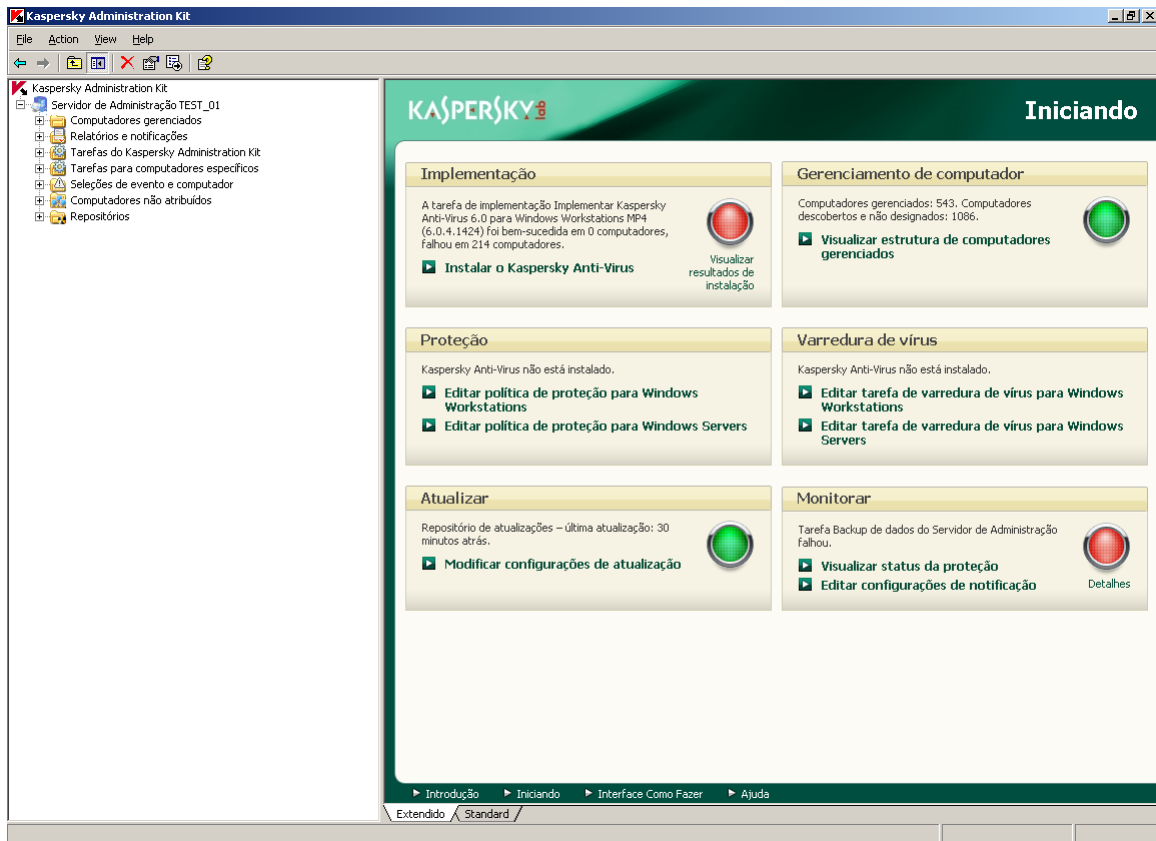 Kaspersky Administration Kit
File Action View Help
Kaspersky Administration Kit
Servidor de Administração TEST_01
Computadores gerenciados
Relatórios e notificações
Tarefas do Kaspersky Administration Kit
Tarefas para computadores específicos
Seleções de evento e computador
Computadores não atribuídos
Repositórios
KASPERSKY lab
Iniciando
Implementação
A tarefa de implementação Implementar Kaspersky
Anti-Virus 6.0 para Windows Workstations MP4
(6.0.4.1424) foi bem-sucedida em 0 computadores,
falhou em 214 computadores.
Instalar o Kaspersky Anti-Virus
Visualizar
resultados de
instalação
Gerenciamento de computador
Computadores gerenciados: 543. Computadores
descobertos e não designados: 1086.
Visualizar estrutura de computadores
gerenciados
Proteção
Kaspersky Anti-Virus não está instalado.
Editar política de proteção para Windows
Workstations
Editar política de proteção para Windows Servers
Varredura de vírus
Kaspersky Anti-Virus não está instalado.
Editar tarefa de varredura de vírus para Windows
Workstations
Editar tarefa de varredura de vírus para Windows
Servers
Atualizar
Repositório de atualizações – última atualização: 30
minutos atrás.
Modificar configurações de atualização
Monitorar
Tarefa Backup de dados do Servidor de Administração
falhou.
Visualizar status da proteção
Editar configurações de notificação
Detalhes
Introdução Iniciando Interface Como Fazer Ajuda
Extendido Standard